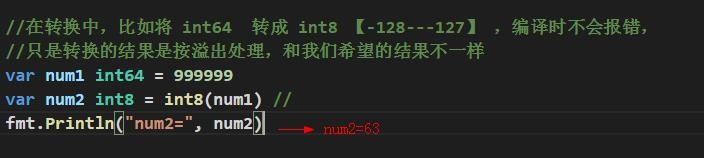 //在转换中，比如将 int64  转成 int8 【-128---127】 ，编译时不会报错，
//只是转换的结果是按溢出处理，和我们希望的结果不一样
var num1 int64 = 999999
var num2 int8 = int8(num1) //
fmt.Println("num2=", num2) num2=63